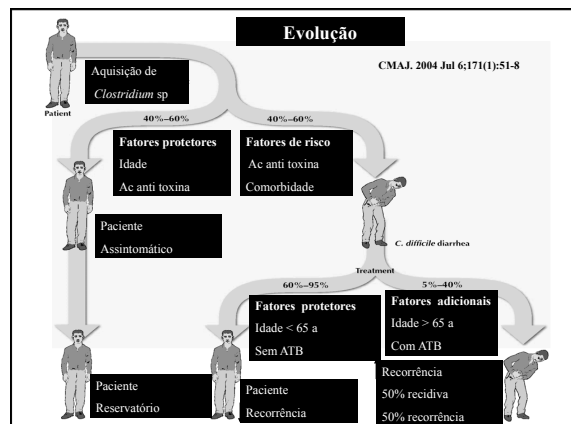 Evolução
CMAJ. 2004 Jul 6;171(1):51-8
Aquisição de
Clostridium sp
Patient
40%–60%
40%–60%
Fatores protetores
Idade
Ac anti toxina
Fatores de risco
Ac anti toxina
Comorbidade
Paciente
Assintomático
C. difficile diarrhea
Treatment
60%–95%
5%–40%
Fatores protetores
Idade < 65 a
Sem ATB
Fatores adicionais
Idade > 65 a
Com ATB
Paciente
Reservatório
Paciente
Recorrência
Recorrência
50% recidiva
50% recorrência